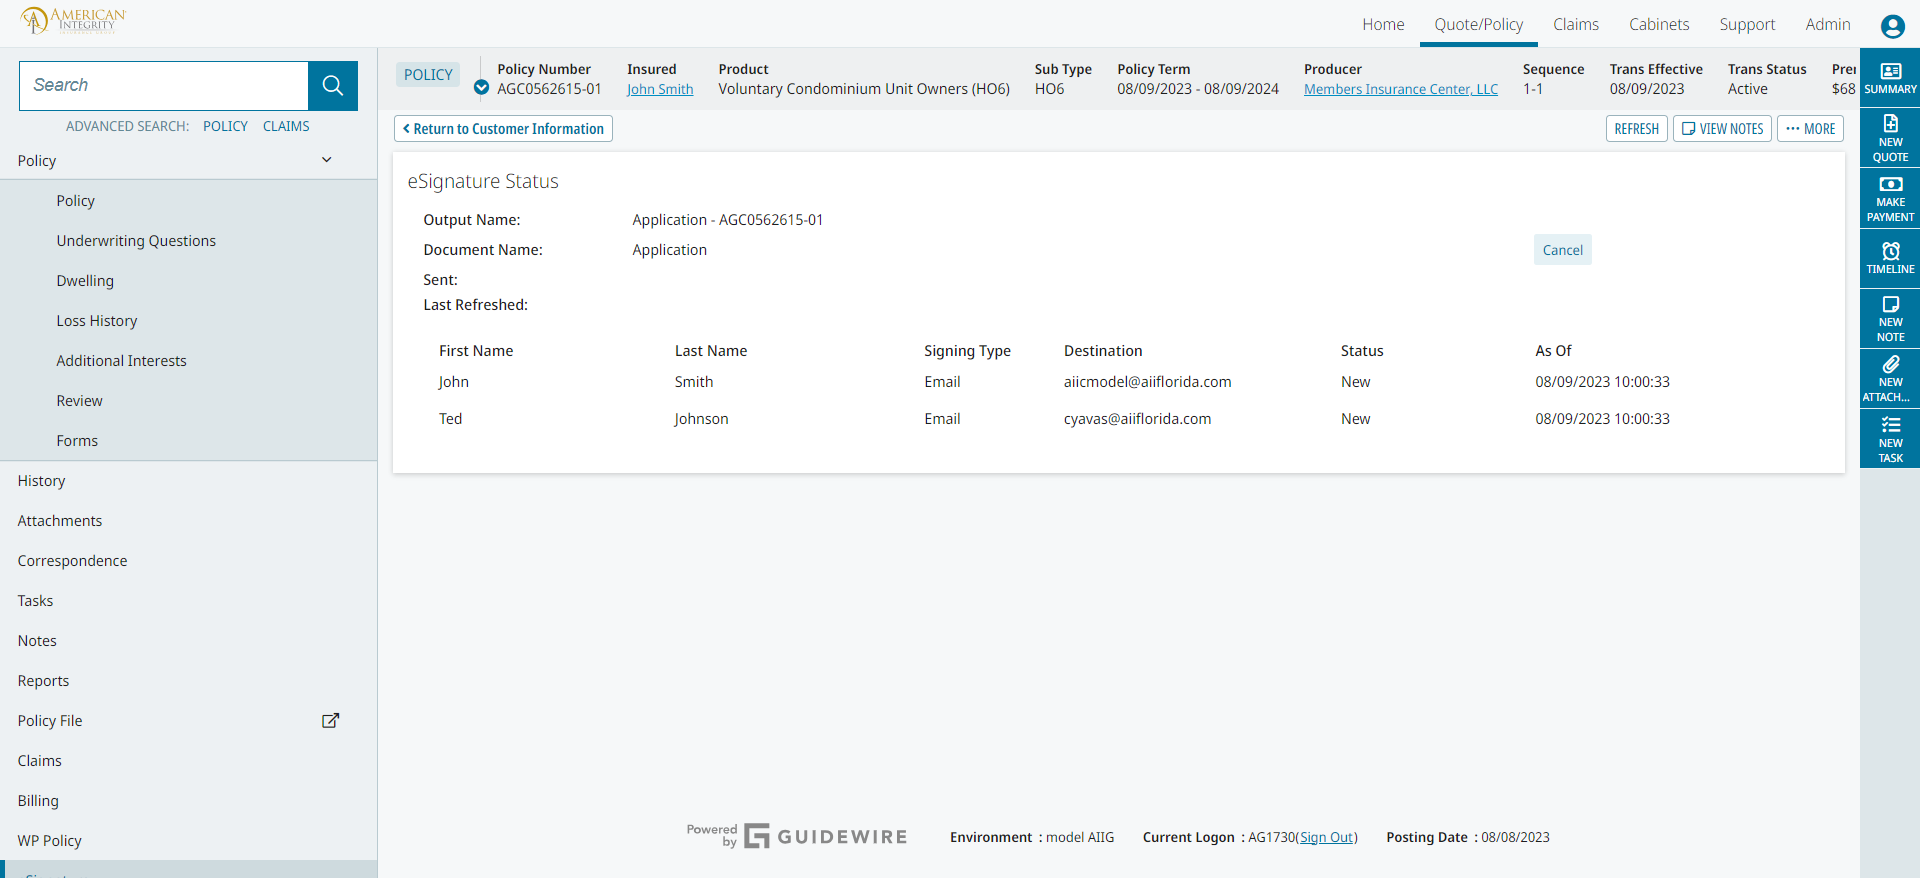 AMERICAN
INTEGRITY
Home Quote/Policy Claims Cabinets Support Admin
Search
ADVANCED SEARCH: POLICY CLAIMS
Policy
Policy
Underwriting Questions
Dwelling
Loss History
Additional Interests
Review
Forms
History
Attachments
Correspondence
Tasks
Notes
Reports
Policy File
Claims
Billing
WP Policy
POLICY
Policy Number Insured Product Sub Type Policy Term Producer Sequence Trans Effective Trans Status Prer
AGC0562615-01 John Smith Voluntary Condominium Unit Owners (HO6) HO6 08/09/2023 - 08/09/2024 Members Insurance Center, LLC 1-1 08/09/2023 Active $68
Return to Customer Information
REFRESH VIEW NOTES ··· MORE
eSignature Status
Output Name: Application - AGC0562615-01
Document Name: Application Cancel
Sent:
Last Refreshed:
First Name Last Name Signing Type Destination Status As Of
John Smith Email aiicmodel@aiiflorida.com New 08/09/2023 10:00:33
Ted Johnson Email cyavas@aiiflorida.com New 08/09/2023 10:00:33
SUMMARY
NEW
QUOTE
MAKE
PAYMENT
TIMELINE
NEW
NOTE
NEW
ATTACH...
NEW
TASK
Powered
by GUIDEWIRE
Environment : model AIIG Current Logon : AG1730(Sign Out) Posting Date : 08/08/2023